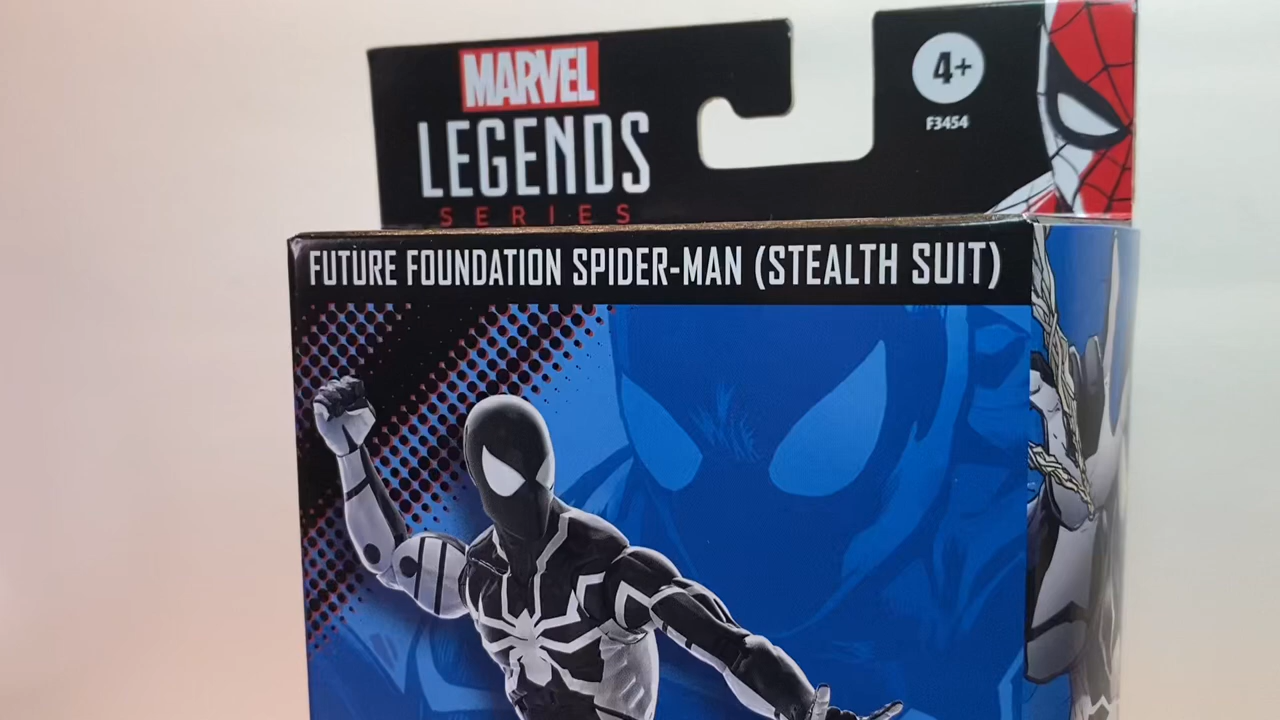 MARVEL
LEGENDS
SERIES
4+
F3454
FUTURE FOUNDATION SPIDER-MAN (STEALTH SUIT)